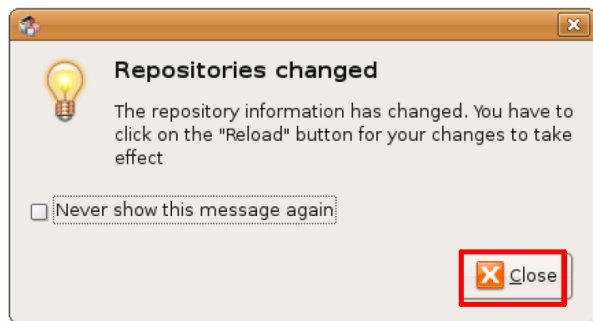 Repositories changed
The repository information has changed. You have to
click on the "Reload" button for your changes to take
effect
Never show this message again
Close